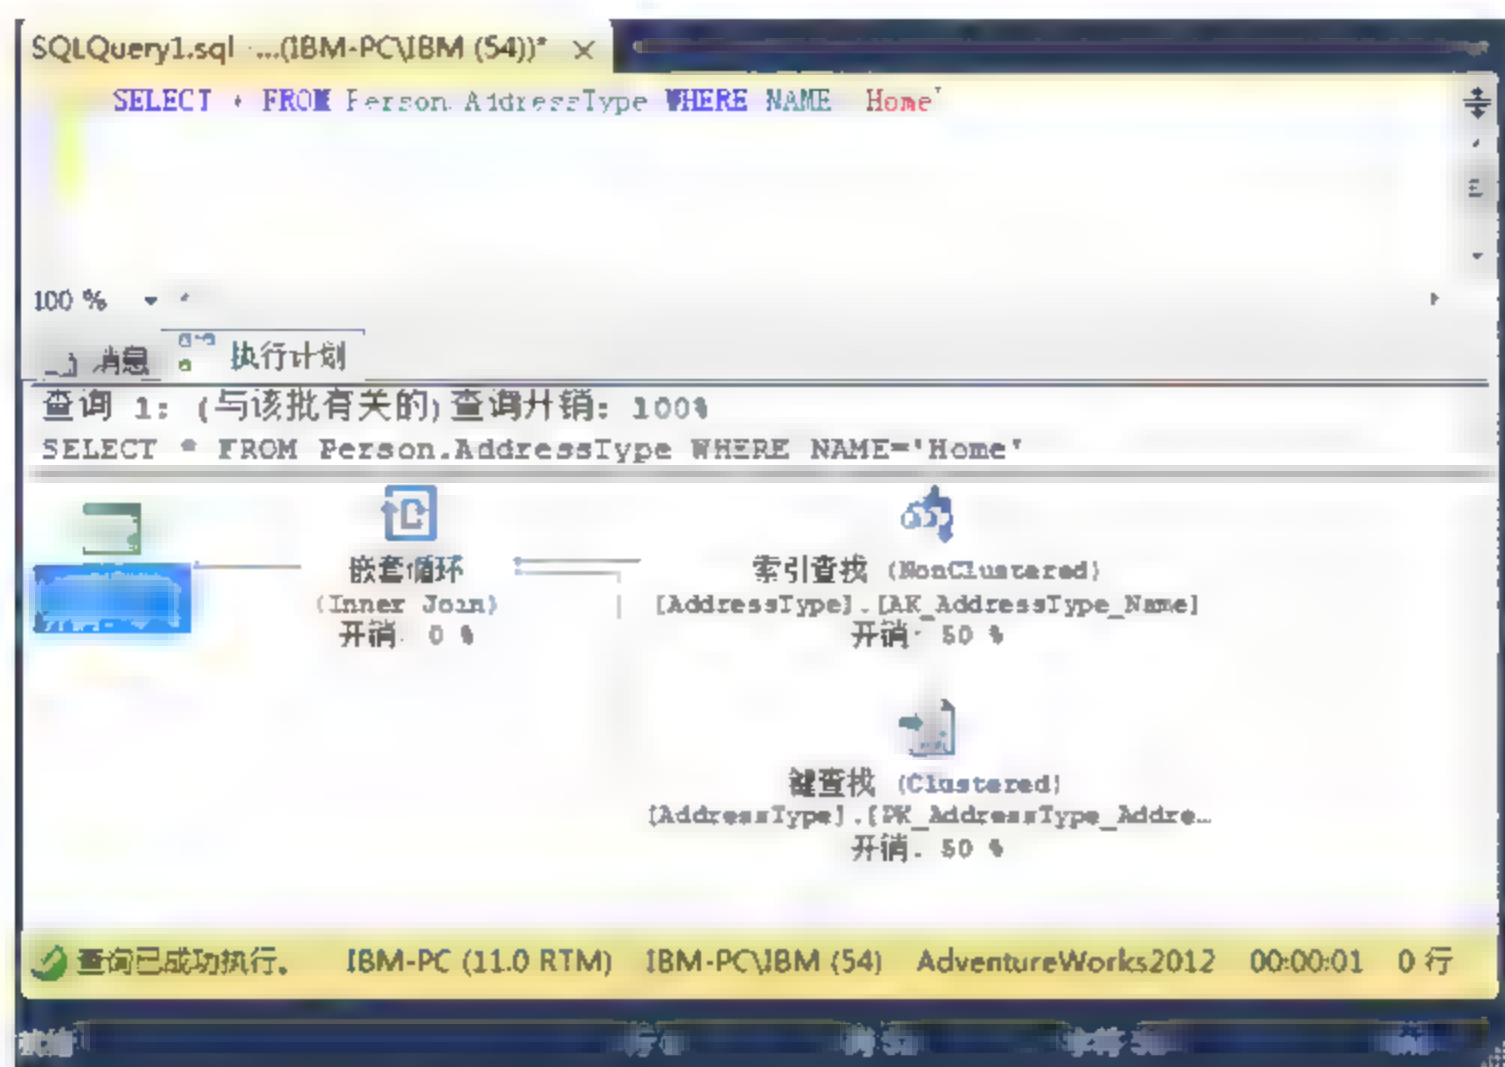 SQLQuery1.sql ...(IBM-PC\IBM (54))* ×
SELECT * FROM Person.AddressType WHERE NAME 'Home'
100 %
消息 执行计划
查询 1: (与该批有关的)查询开销: 100%
SELECT * FROM Person.AddressType WHERE NAME='Home'
嵌套循环
(Inner Join)
开销: 0 %
索引查找 (NonClustered)
[AddressType].[AK_AddressType_Name]
开销: 50 %
键查找 (Clustered)
[AddressType].[PK_AddressType_Addre…
开销: 50 %
查询已成功执行。 IBM-PC (11.0 RTM) IBM-PC\IBM (54) AdventureWorks2012 00:00:01 0 行